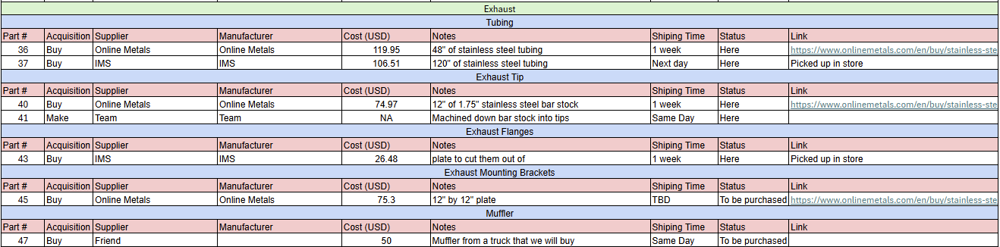 Exhaust
Tubing
Part # Acquisition Supplier Manufacturer Cost (USD) Notes Shiping Time Status Link
36 Buy Online Metals Online Metals 119.95 48" of stainless steel tubing 1 week Here https://www.onlinemetals.com/en/buy/stainless-ste
37 Buy IMS IMS 106.51 120" of stainless steel tubing Next day Here Picked up in store
Exhaust Tip
Part # Acquisition Supplier Manufacturer Cost (USD) Notes Shiping Time Status Link
40 Buy Online Metals Online Metals 74.97 12" of 1.75" stainless steel bar stock 1 week Here https://www.onlinemetals.com/en/buy/stainless-ste
41 Make Team Team NA Machined down bar stock into tips Same Day Here
Exhaust Flanges
Part # Acquisition Supplier Manufacturer Cost (USD) Notes Shiping Time Status Link
43 Buy IMS IMS 26.48 plate to cut them out of 1 week Here Picked up in store
Exhaust Mounting Brackets
Part # Acquisition Supplier Manufacturer Cost (USD) Notes Shiping Time Status Link
45 Buy Online Metals Online Metals 75.3 12" by 12" plate TBD To be purchased https://www.onlinemetals.com/en/buy/stainless-ste
Muffler
Part # Acquisition Supplier Manufacturer Cost (USD) Notes Shiping Time Status Link
47 Buy Friend 50 Muffler from a truck that we will buy Same Day To be purchased